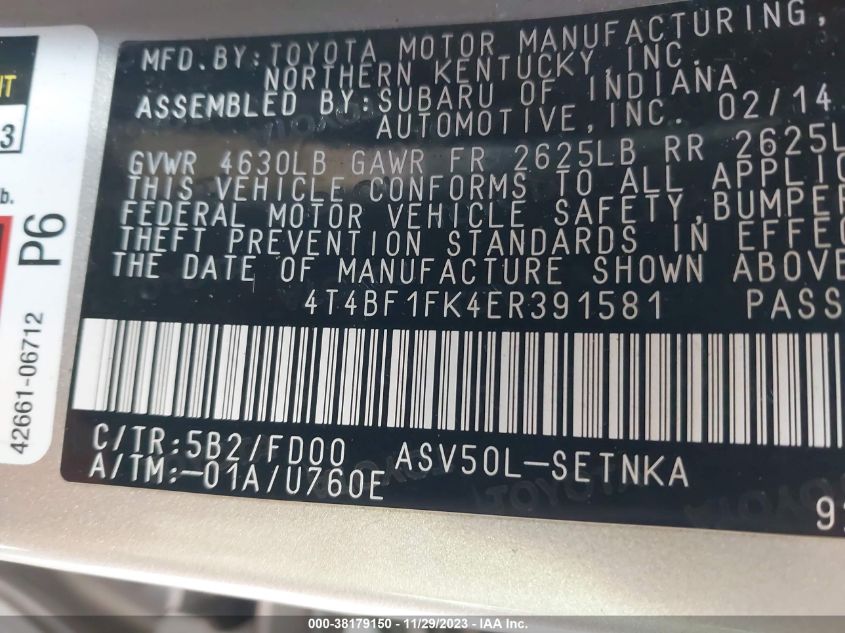 MFD.BY:TOYOTA MOTOR MANUFACTURING,
NORTHERN KENTUCKY,INC.
ASSEMBLED BY:SUBARU OF INDIANA
AUTOMOTIVE,INC. 02/14
GVWR 4630LB GAWR FR 2625LB RR 2625L
THIS VEHICLE CONFORMS TO ALL APPLIC
FEDERAL MOTOR VEHICLE SAFETY,BUMPER
THEFT PREVENTION STANDARDS IN EFFEC
THE DATE OF MANUFACTURE SHOWN ABOVE
4T4BF1FK4ER391581 PASS
C/TR:5B2/FD00 ASV50L-SETNKA
A/TM:-01A/U760E
P6
42661-06712
000-38179150 - 11/29/2023 - IAA Inc.